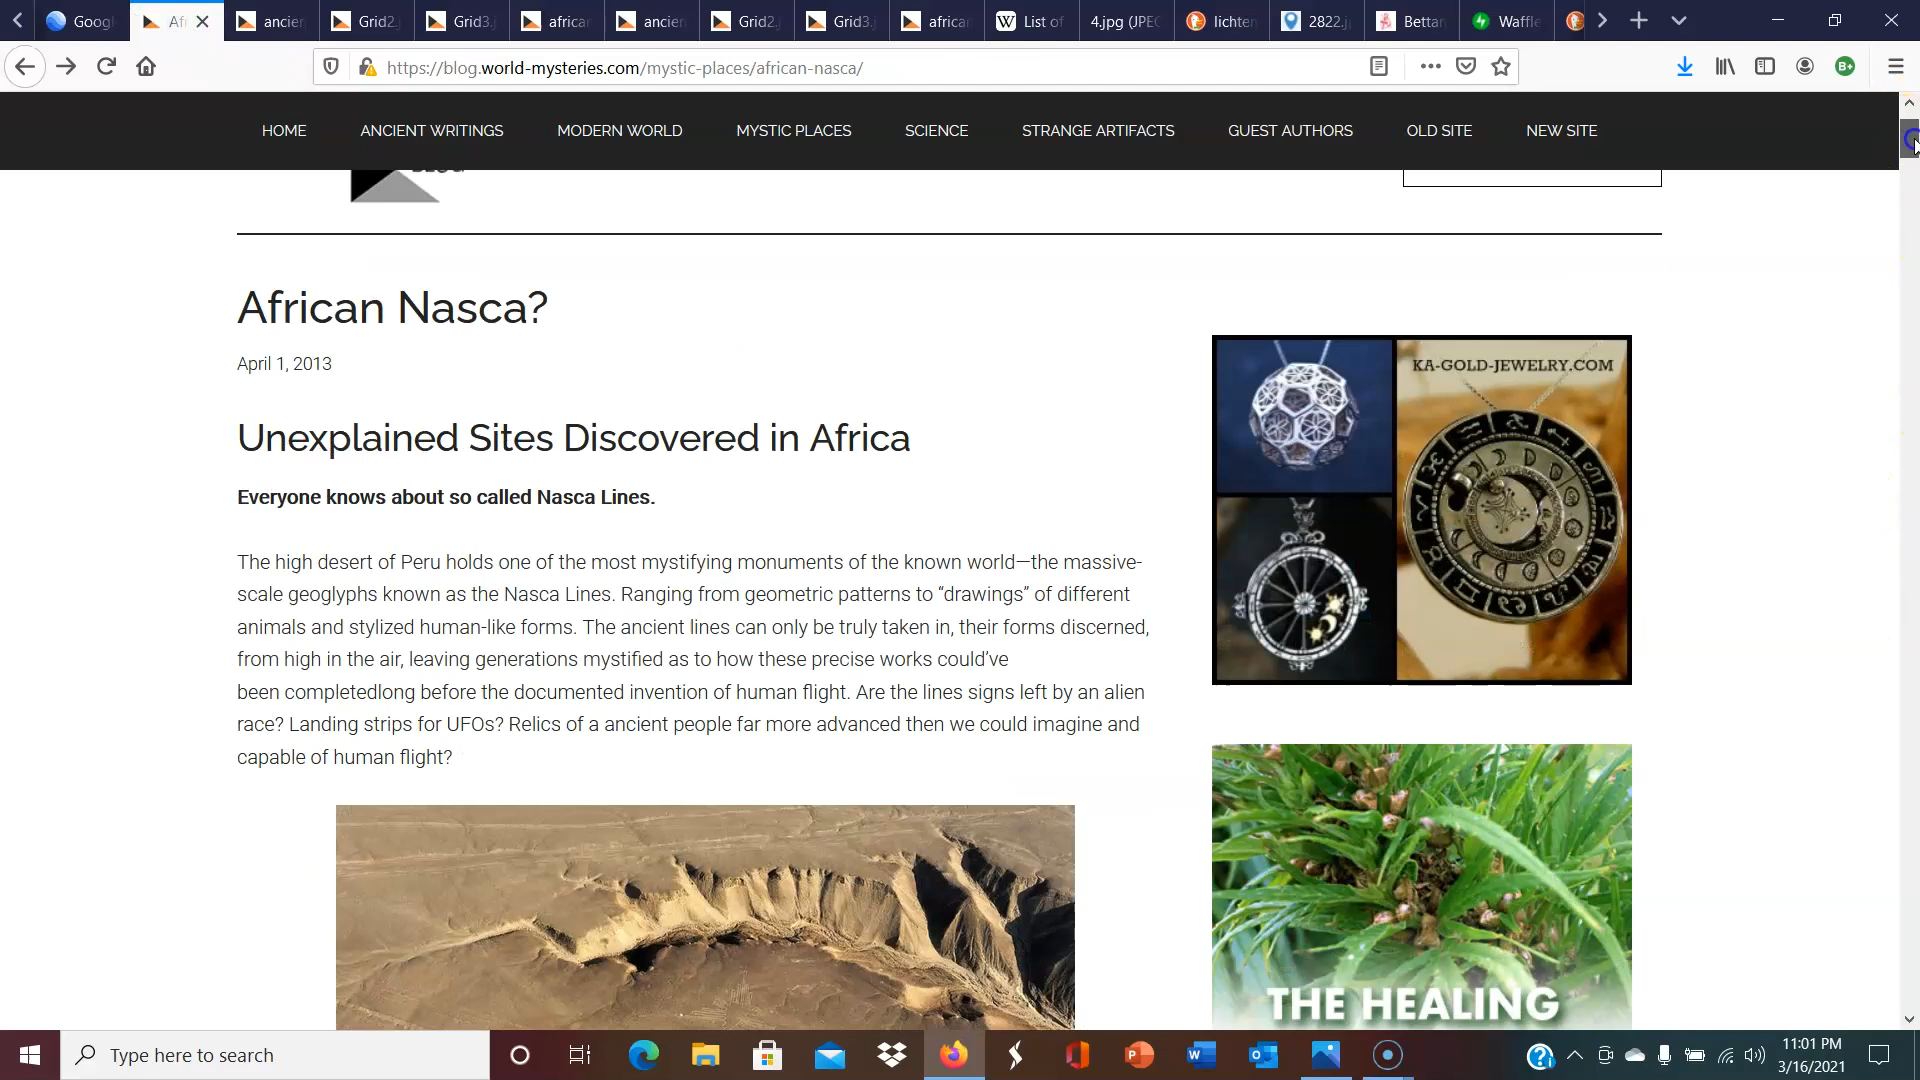 Googl
Afr
ancien
Grid2.j
Grid3.j
african
ancien
Grid2.j
Grid3.j
african
List of
4.jpg (JPEG
lichten
2822.jp
Bettan
Waffle
https://blog.world-mysteries.com/mystic-places/african-nasca/
HOME
ANCIENT WRITINGS
MODERN WORLD
MYSTIC PLACES
SCIENCE
STRANGE ARTIFACTS
GUEST AUTHORS
OLD SITE
NEW SITE
African Nasca?
April 1, 2013
Unexplained Sites Discovered in Africa
Everyone knows about so called Nasca Lines.
The high desert of Peru holds one of the most mystifying monuments of the known world—the massive-
scale geoglyphs known as the Nasca Lines. Ranging from geometric patterns to “drawings” of different
animals and stylized human-like forms. The ancient lines can only be truly taken in, their forms discerned,
from high in the air, leaving generations mystified as to how these precise works could’ve
been completedlong before the documented invention of human flight. Are the lines signs left by an alien
race? Landing strips for UFOs? Relics of a ancient people far more advanced then we could imagine and
capable of human flight?
KA-GOLD-JEWELRY.COM
THE HEALING
Type here to search
11:01 PM
3/16/2021